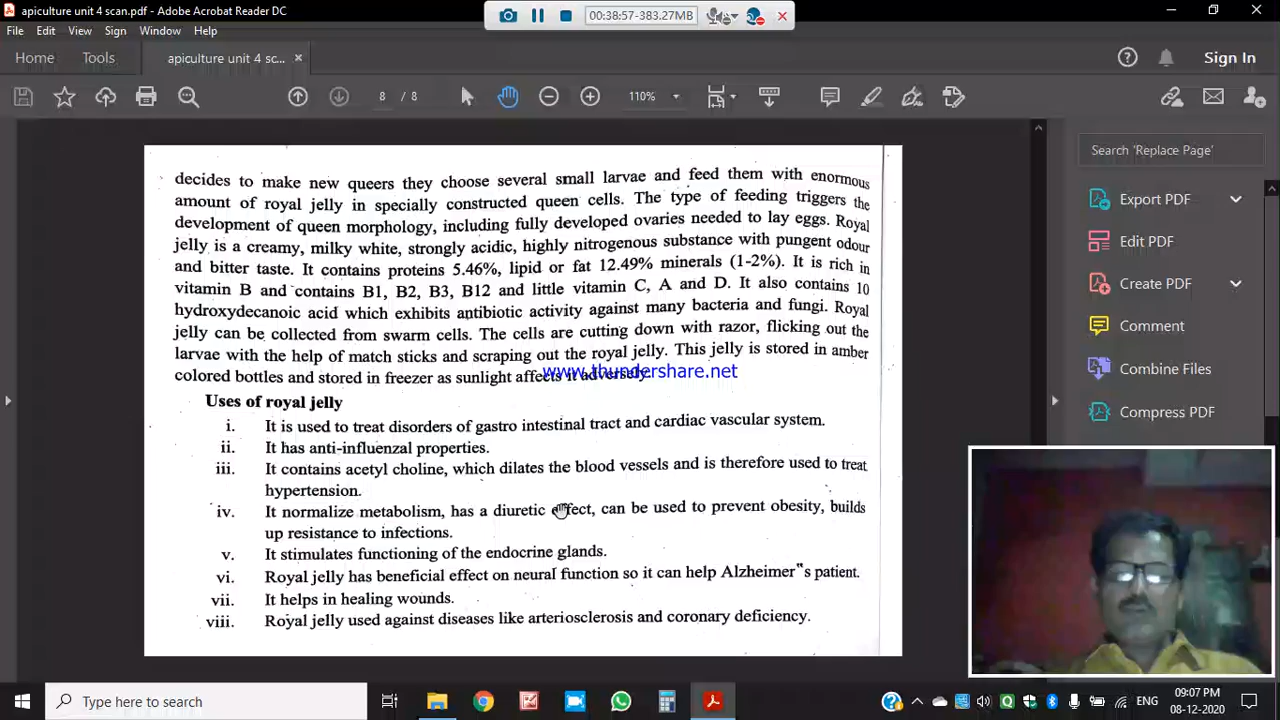 apiculture unit 4 scan.pdf - Adobe Acrobat Reader DC
00:38:57-383.27MB
File Edit View Sign Window Help
Home Tools apiculture unit 4 sc... × Sign In
8 / 8 110% Search 'Replace Page'
decides to make new queers they choose several small larvae and feed them with enormous
amount of royal jelly in specially constructed queen cells. The type of feeding triggers the
development of queen morphology, including fully developed ovaries needed to lay eggs. Royal
jelly is a creamy, milky white, strongly acidic, highly nitrogenous substance with pungent odour
and bitter taste. It contains proteins 5.46%, lipid or fat 12.49% minerals (1-2%). It is rich in
vitamin B and contains B1, B2, B3, B12 and little vitamin C, A and D. It also contains 10
hydroxydecanoic acid which exhibits antibiotic activity against many bacteria and fungi. Royal
jelly can be collected from swarm cells. The cells are cutting down with razor, flicking out the
larvae with the help of match sticks and scraping out the royal jelly. This jelly is stored in amber
colored bottles and stored in freezer as sunlight affects it adversely.
www.thundershare.net
Uses of royal jelly
i. It is used to treat disorders of gastro intestinal tract and cardiac vascular system.
ii. It has anti-influenzal properties.
iii. It contains acetyl choline, which dilates the blood vessels and is therefore used to treat
hypertension.
iv. It normalize metabolism, has a diuretic effect, can be used to prevent obesity, builds
up resistance to infections.
v. It stimulates functioning of the endocrine glands.
vi. Royal jelly has beneficial effect on neural function so it can help Alzheimer‟s patient.
vii. It helps in healing wounds.
viii. Royal jelly used against diseases like arteriosclerosis and coronary deficiency.
Export PDF
Edit PDF
Create PDF
Comment
Combine Files
Compress PDF
Type here to search
ENG
09:07 PM
08-12-2020